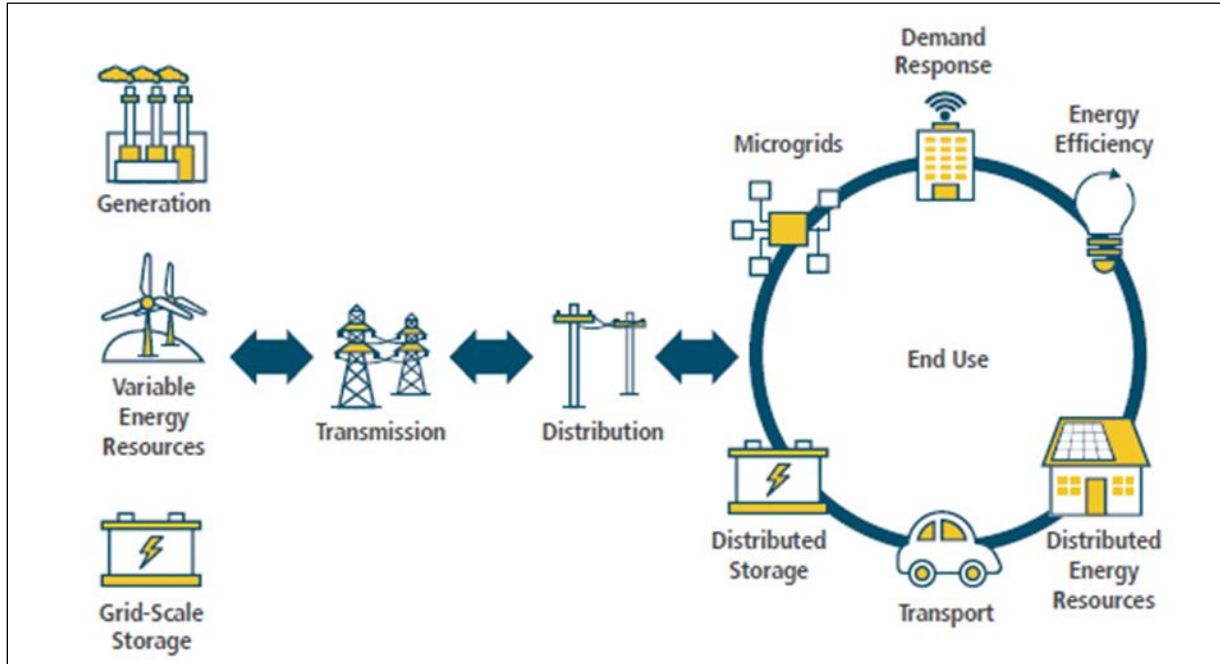 Generation
Variable
Energy
Resources
Grid-Scale
Storage
Transmission
Distribution
Demand
Response
Microgrids
Energy
Efficiency
End Use
Distributed
Storage
Transport
Distributed
Energy
Resources